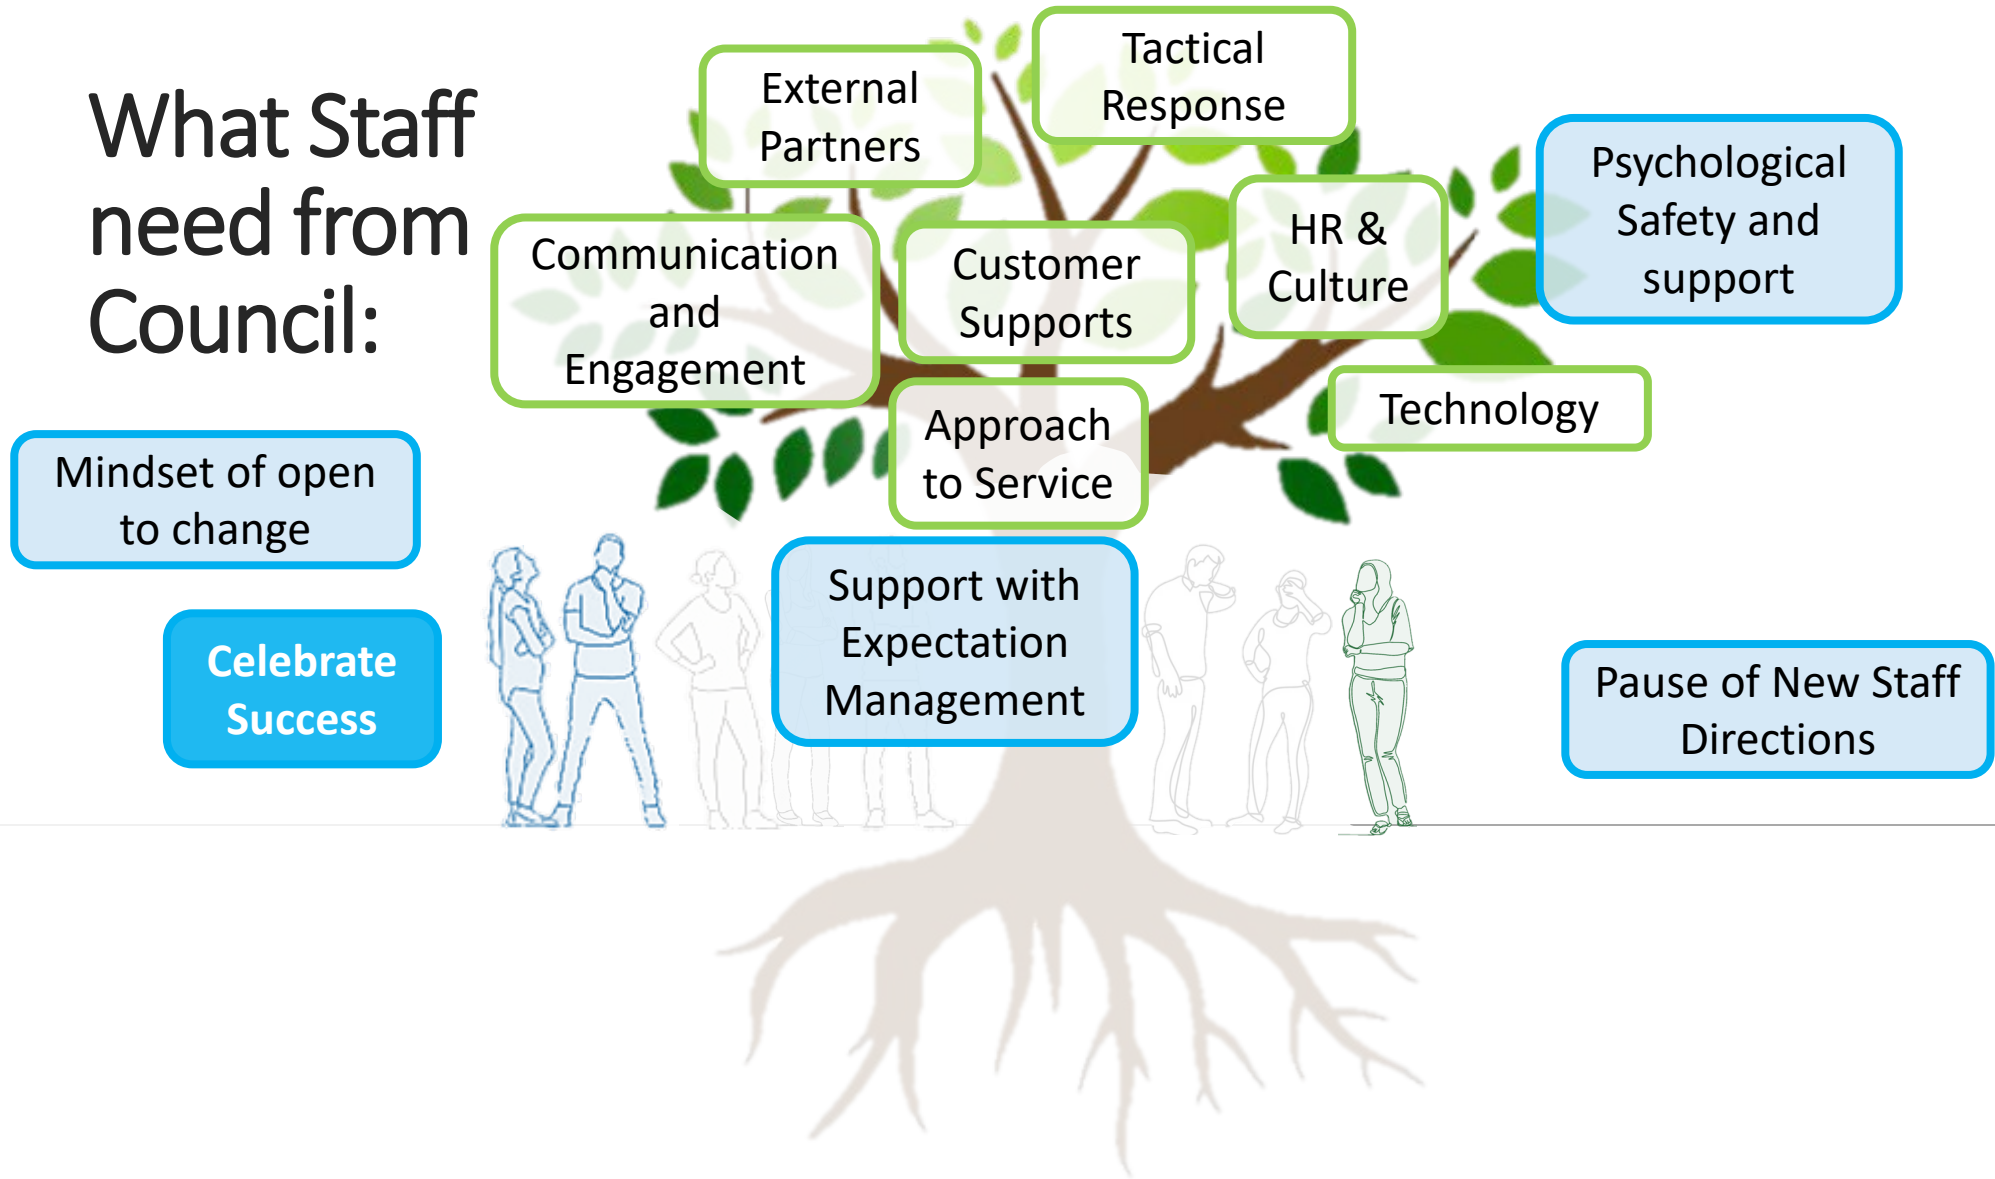 What Staff
need from
Council:
External
Partners
Tactical
Response
Psychological
Safety and
support
Communication
and
Engagement
Customer
Supports
HR &
Culture
Technology
Approach
to Service
Mindset of open
to change
Celebrate
Success
Support with
Expectation
Management
Pause of New Staff
Directions